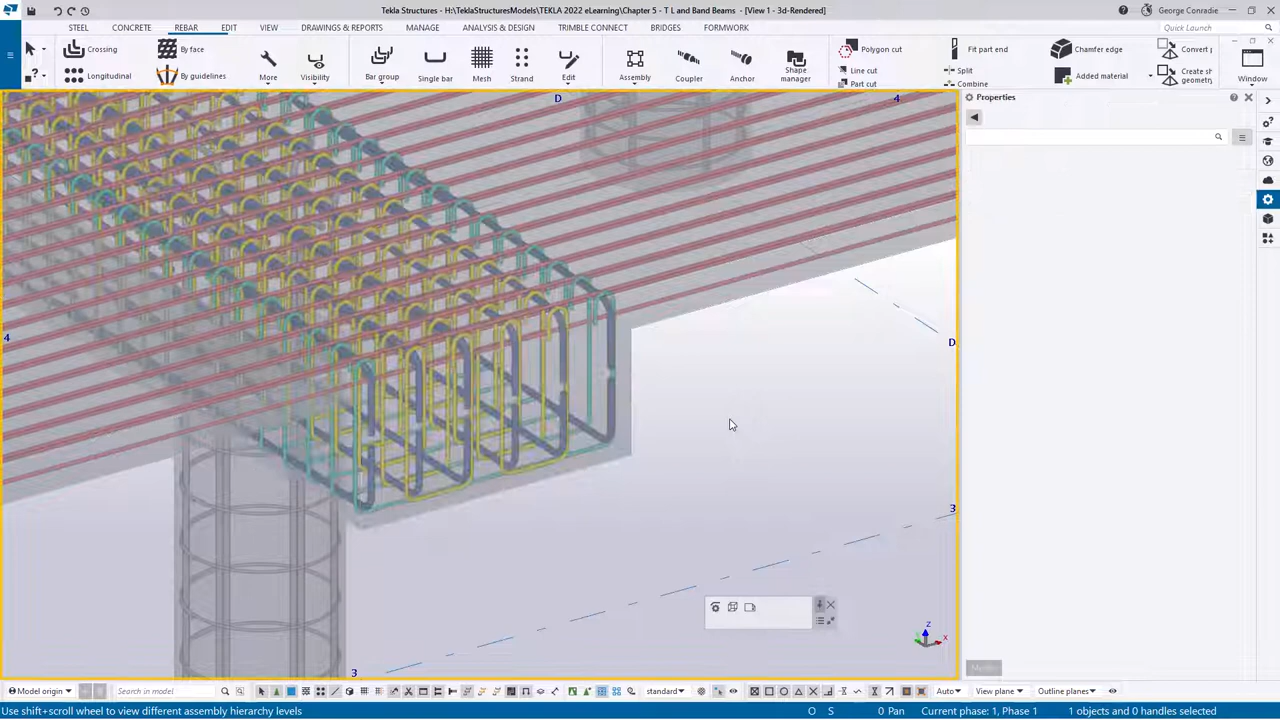 Tekla Structures - H:\TeklaStructuresModels\TEKLA 2022 eLearning\Chapter 5 - T L and Band Beams - [View 1 - 3d-Rendered]
George Conradie
STEEL CONCRETE REBAR EDIT VIEW DRAWINGS & REPORTS MANAGE ANALYSIS & DESIGN TRIMBLE CONNECT BRIDGES FORMWORK
Quick Launch
Crossing
By face
Longitudinal
By guidelines
More
Visibility
Bar group
Single bar
Mesh
Strand
Edit
Assembly
Coupler
Anchor
Shape
manager
Polygon cut
Line cut
Part cut
Fit part end
Split
Combine
Chamfer edge
Added material
Convert
Create sh
geometry
Window
D
4
Properties
4
D
3
3
z
x
Modify
Model origin
Search in model
standard
Auto
View plane
Outline planes
Use shift+scroll wheel to view different assembly hierarchy levels
O S 0 Pan Current phase: 1, Phase 1 1 objects and 0 handles selected